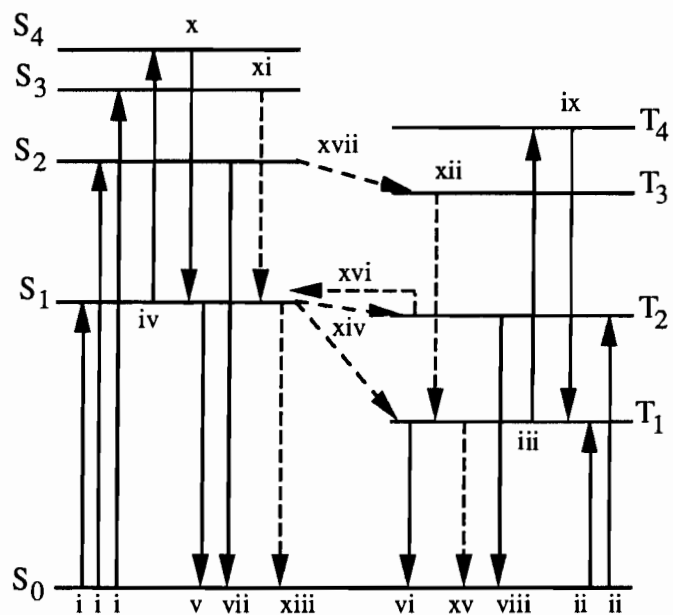 S4 x
S3 xi ix
T4
S2 xvii
xii T3
xvi
S1
iv xiv T2
iii T1
S0
i i i v vii xiii vi xv viii ii ii